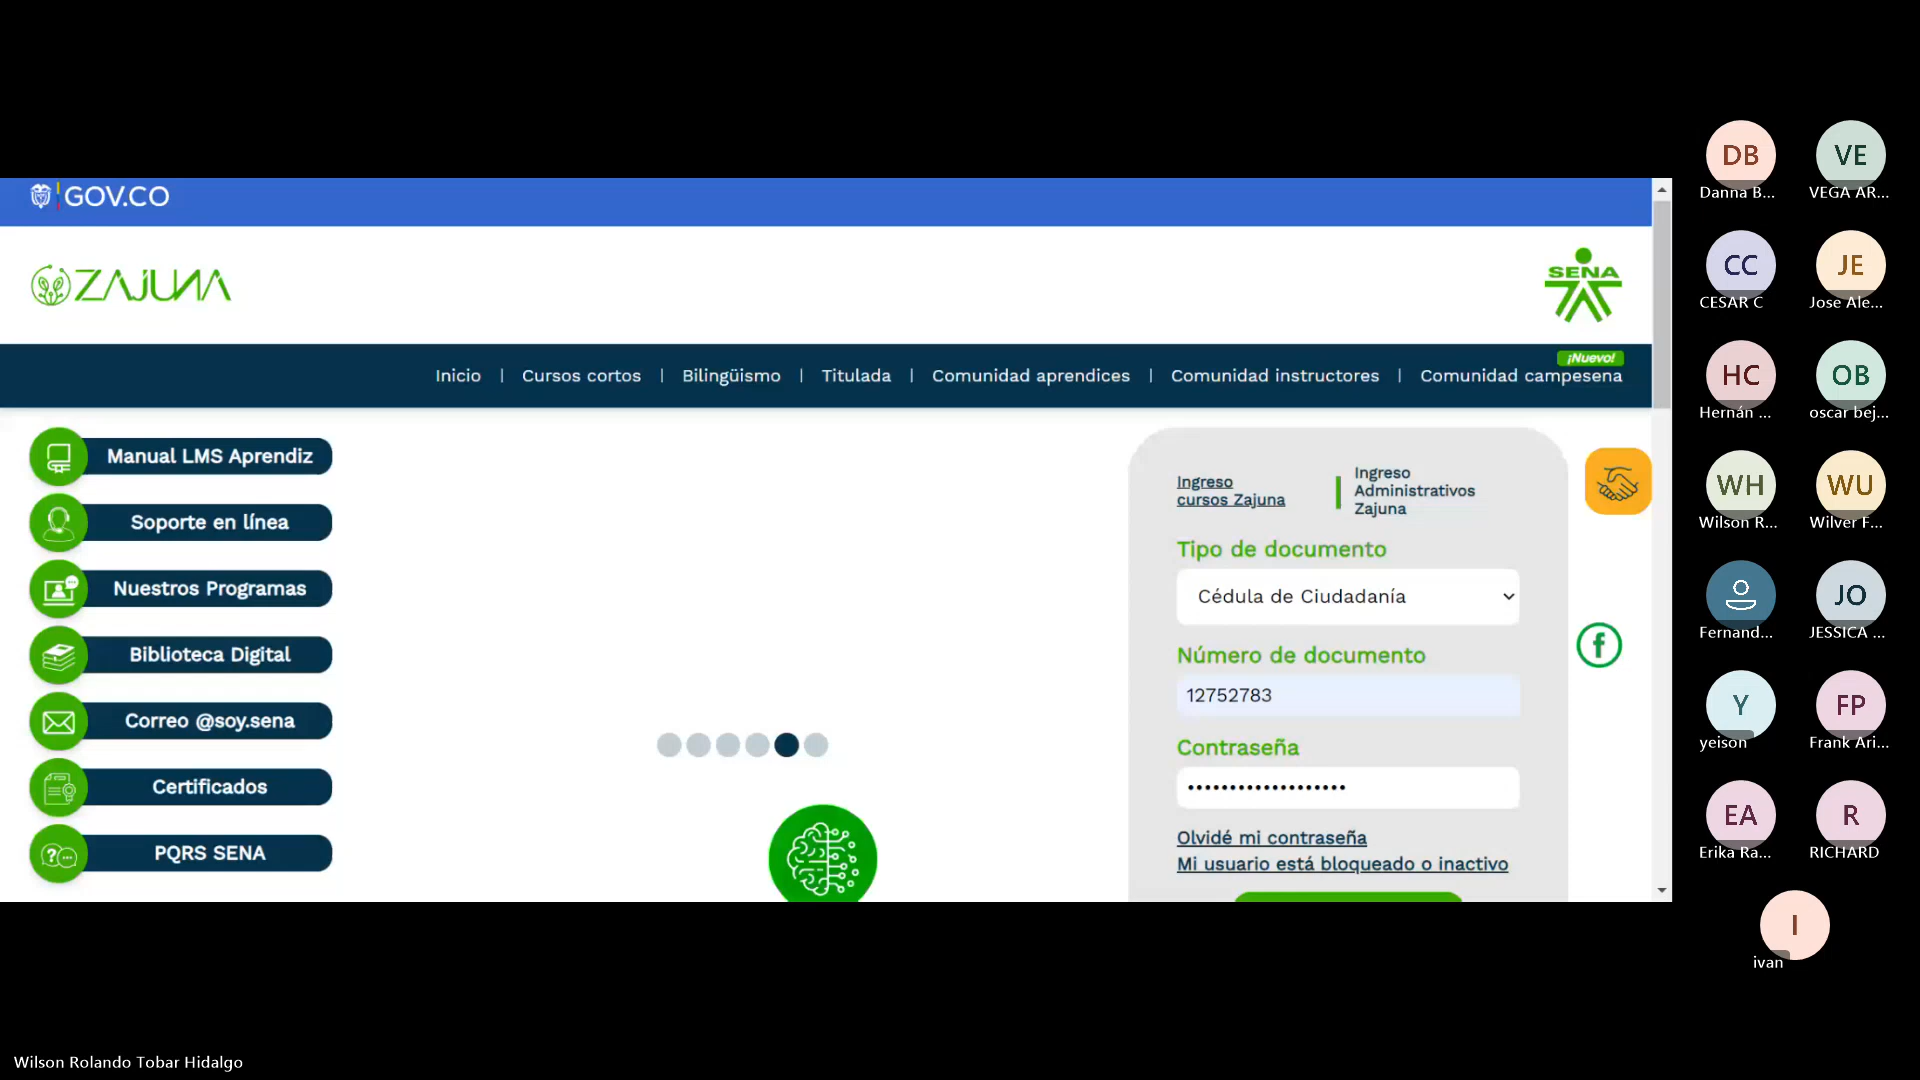 GOV.CO
ZAJUNA
SENA
¡Nuevo!
Inicio | Cursos cortos | Bilingüismo | Titulada | Comunidad aprendices | Comunidad instructores | Comunidad campesena
Manual LMS Aprendiz
Soporte en línea
Nuestros Programas
Biblioteca Digital
Correo @soy.sena
Certificados
PQRS SENA
Ingreso
cursos Zajuna
Ingreso
Administrativos
Zajuna
Tipo de documento
Cédula de Ciudadanía
Número de documento
12752783
Contraseña
•••••••••••••••••••
Olvidé mi contraseña
Mi usuario está bloqueado o inactivo
DB
Danna B...
VE
VEGA AR...
CC
CESAR C
JE
Jose Ale...
HC
Hernán ...
OB
oscar bej...
WH
Wilson R...
WU
Wilver F...
Fernand...
JO
JESSICA ...
Y
yeison
FP
Frank Ari...
EA
Erika Ra...
R
RICHARD
I
ivan
Wilson Rolando Tobar Hidalgo